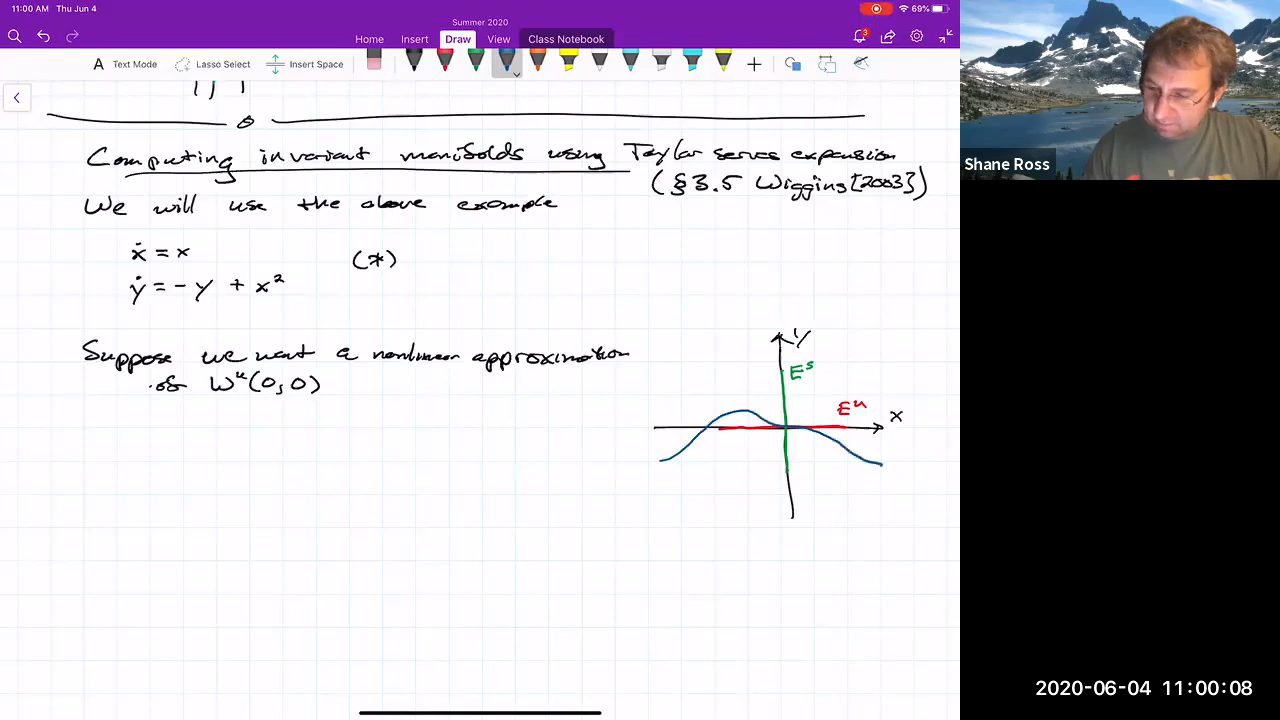 11:00 AM Thu Jun 4
69%
Summer 2020
Home Insert Draw View Class Notebook
3
A Text Mode Lasso Select Insert Space
Computing invariant manifolds using Taylor series expansion
(§3.5 Wiggins [2003])
We will use the above example
ẋ = x
(*)
ẏ = - y + x²
Suppose we want a nonlinear approximation
of Wᵘ(0,0)
y
Eˢ
Eᵘ
x
Shane Ross
2020-06-04 11:00:08